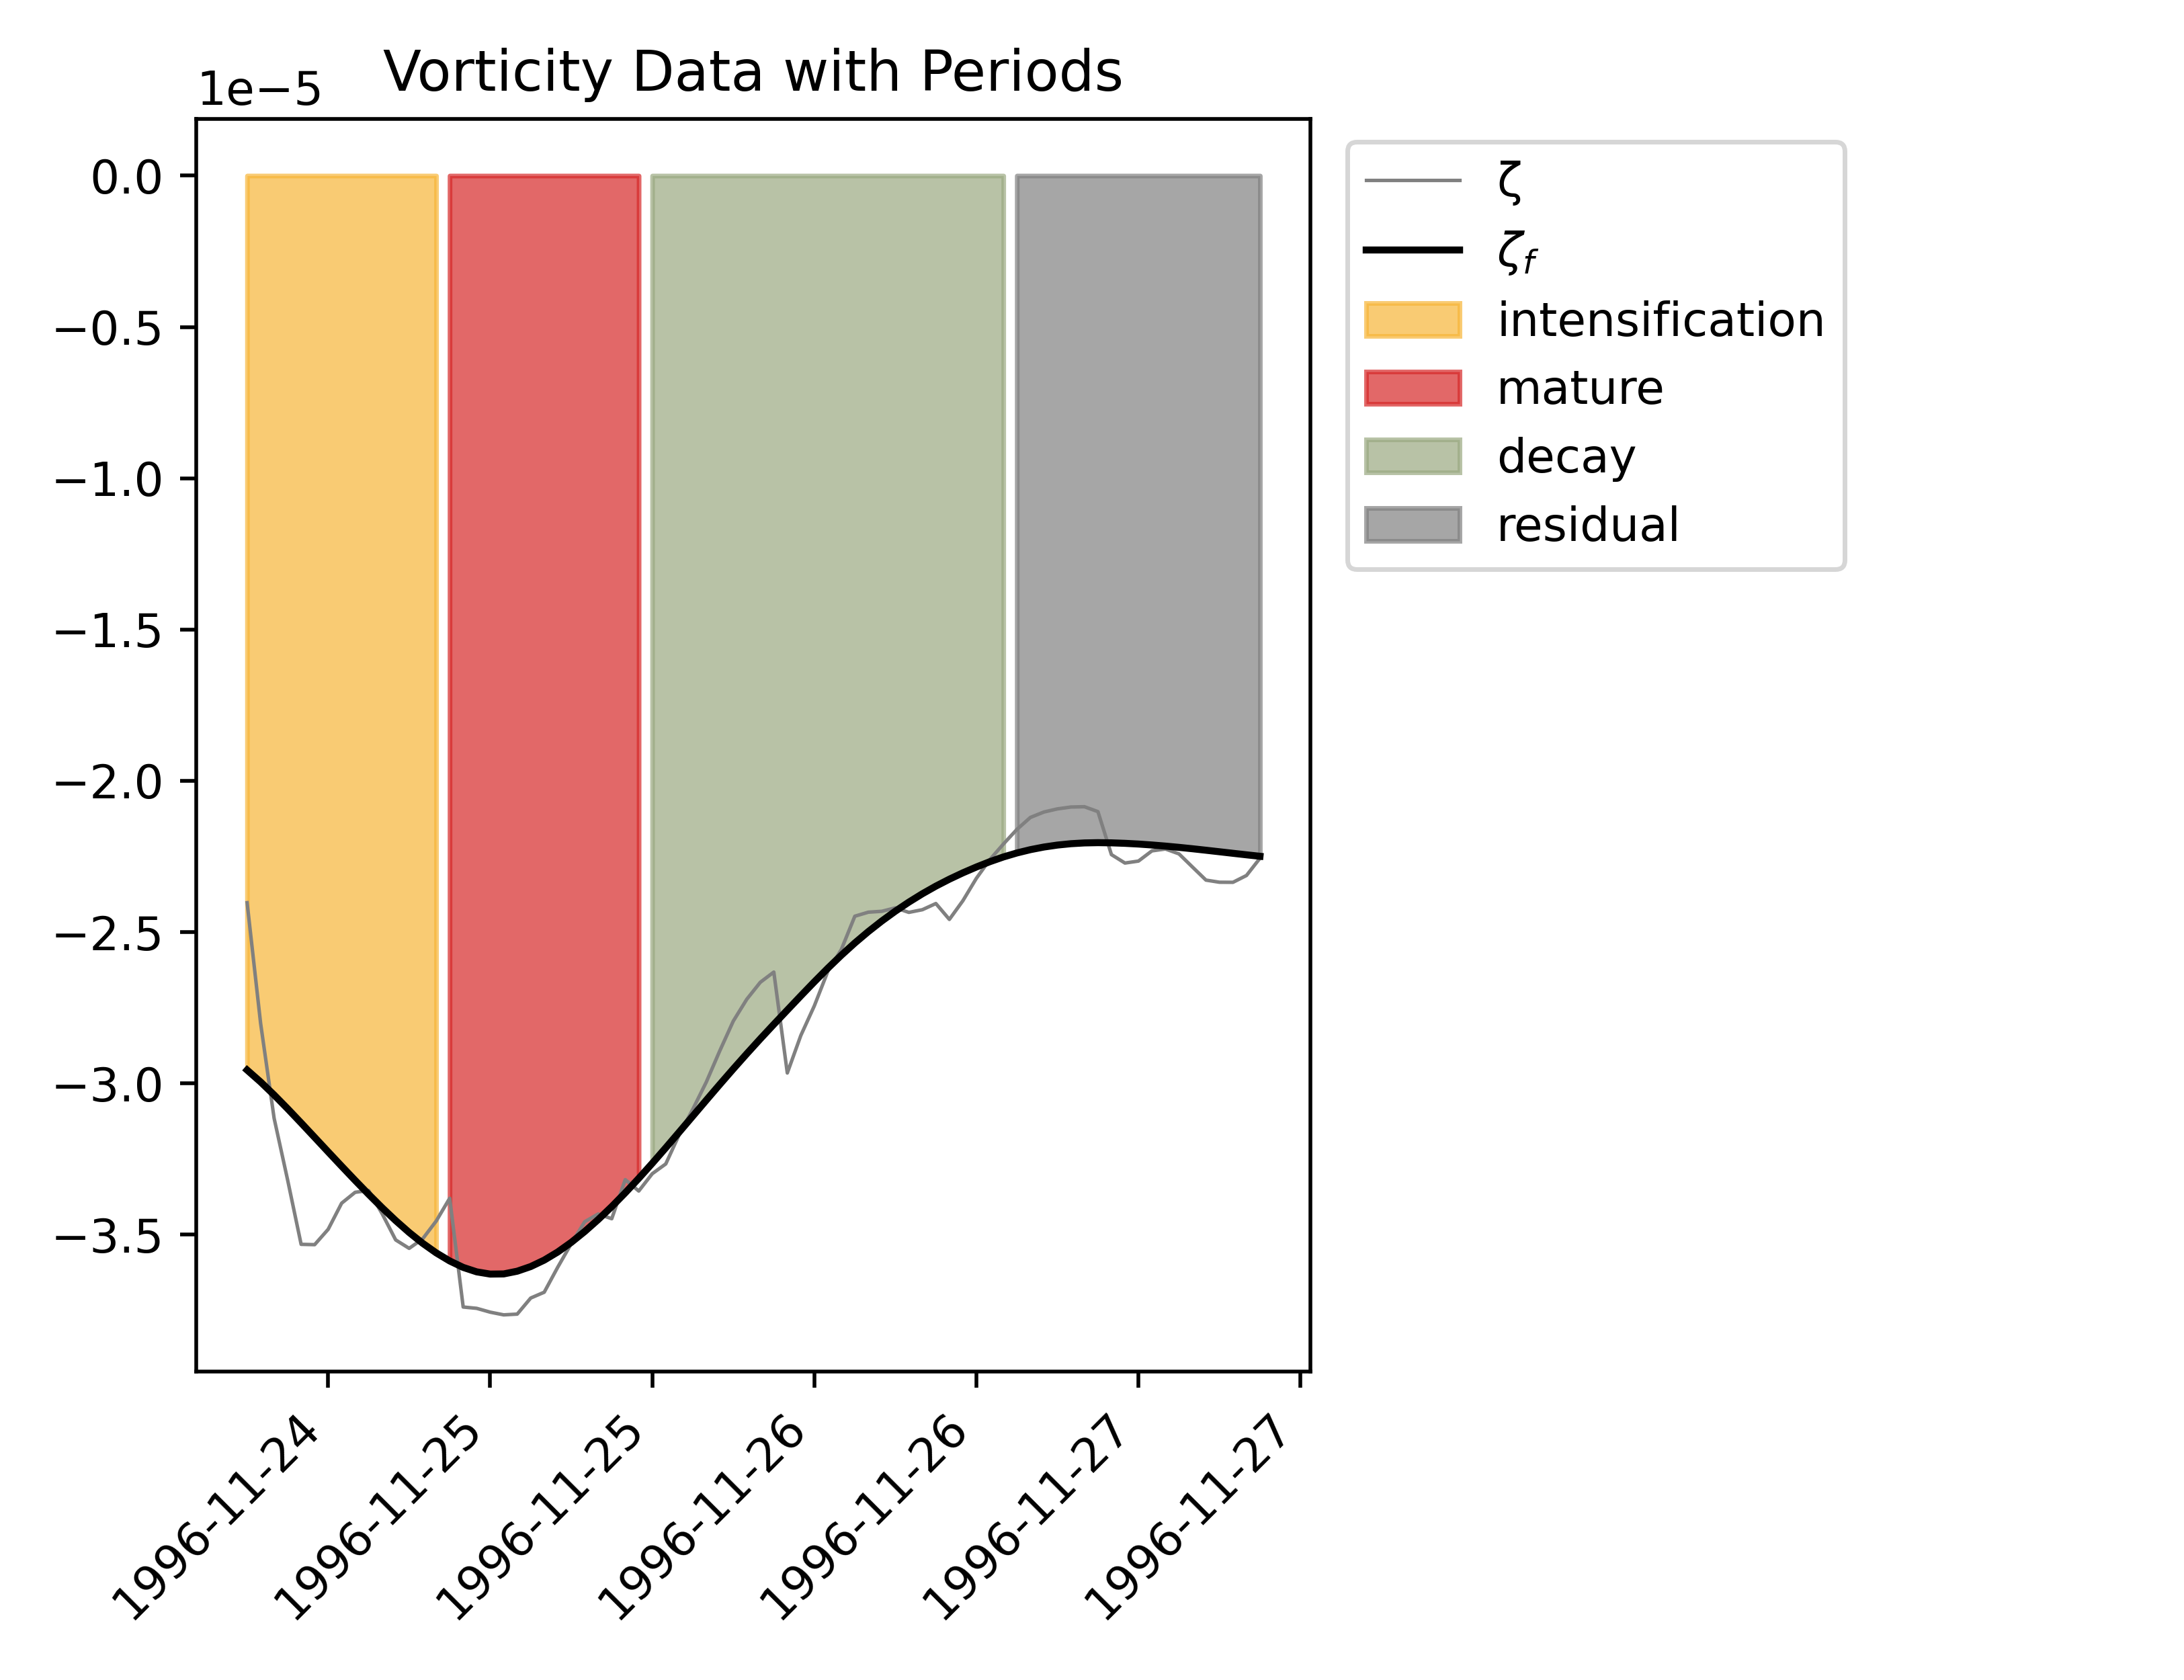 Vorticity Data with Periods
1e−5
0.0
−0.5
−1.0
−1.5
−2.0
−2.5
−3.0
−3.5
1996-11-24
1996-11-25
1996-11-25
1996-11-26
1996-11-26
1996-11-27
1996-11-27
ζ
ζf
intensification
mature
decay
residual